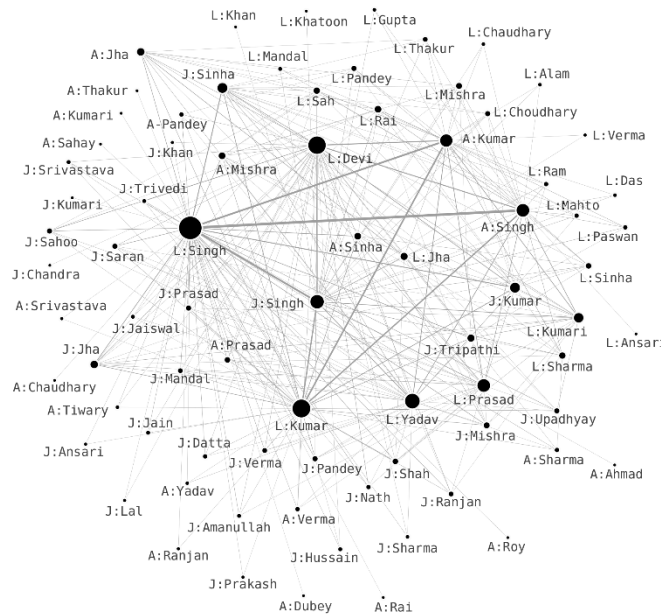 L:Khan
L:Khatoon
L:Gupta
L:Thakur
L:Chaudhary
A:Jha
L:Mandal
J:Sinha
L:Pandey
L:Alam
A:Thakur
L:Sah
L:Mishra
A:Kumari
A-Pandey
L:Rai
L:Choudhary
A:Kumar
L:Verma
A:Sahay
J:Khan
L:Devi
J:Srivastava
A:Mishra
L:Ram
J:Trivedi
L:Das
J:Kumari
L:Mahto
A:Singh
J:Sahoo
L:Singh
A:Sinha
L:Paswan
J:Saran
L:Jha
J:Chandra
L:Sinha
J:Prasad
J:Singh
J:Kumar
A:Srivastava
J:Jaiswal
L:Kumari
L:Ansari
A:Prasad
J:Tripathi
J:Jha
L:Sharma
J:Mandal
A:Chaudhary
L:Prasad
A:Tiwary
L:Kumar
L:Yadav
J:Upadhyay
J:Jain
J:Mishra
J:Ansari
J:Datta
A:Sharma
J:Verma
J:Pandey
J:Shah
A:Ahmad
A:Yadav
J:Nath
J:Ranjan
J:Lal
J:Amanullah
A:Verma
A:Ranjan
J:Hussain
J:Sharma
A:Roy
J:Prakash
A:Dubey
A:Rai